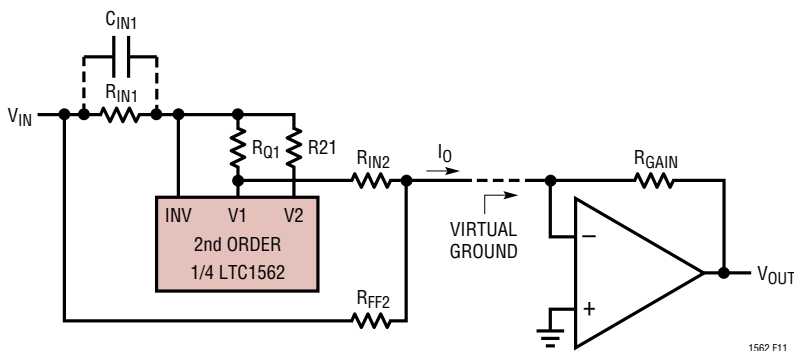 CIN1
RIN1
VIN
RQ1
R21
RIN2
IO
RGAIN
INV V1 V2
2nd ORDER
1/4 LTC1562
VIRTUAL
GROUND
–
+
VOUT
RFF2
1562 F11